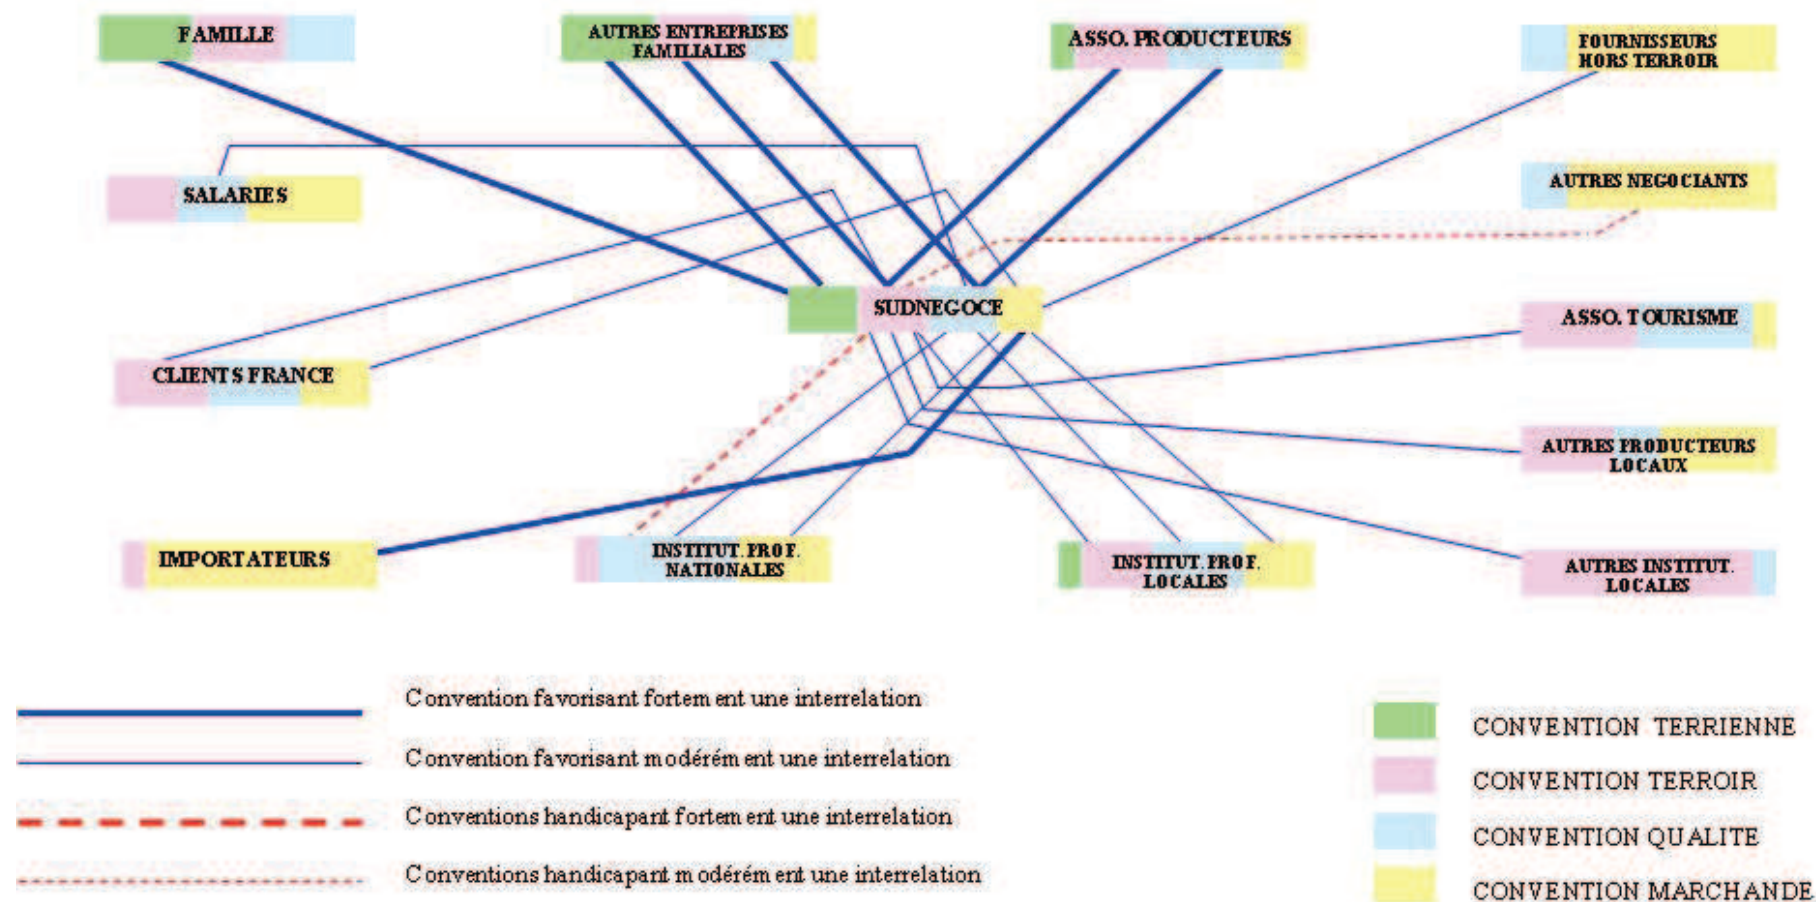 FAMILLE
AUTRES ENTREPRISES
FAMILIALES
ASSO. PRODUCTEURS
FOURNISSEURS
HORS TERROIR
SALARIES
AUTRES NEGOCIANTS
SUDNEGOCE
ASSO. TOURISME
CLIENTS FRANCE
AUTRES PRODUCTEURS
LOCAUX
IMPORTATEURS
INSTITUT. PROF.
NATIONALES
INSTITUT. PROF.
LOCALES
AUTRES INSTITUT.
LOCALES
Convention favorisant fortement une interrelation
Convention favorisant modérément une interrelation
Conventions handicapant fortement une interrelation
Conventions handicapant modérément une interrelation
CONVENTION TERRIENNE
CONVENTION TERROIR
CONVENTION QUALITE
CONVENTION MARCHANDE